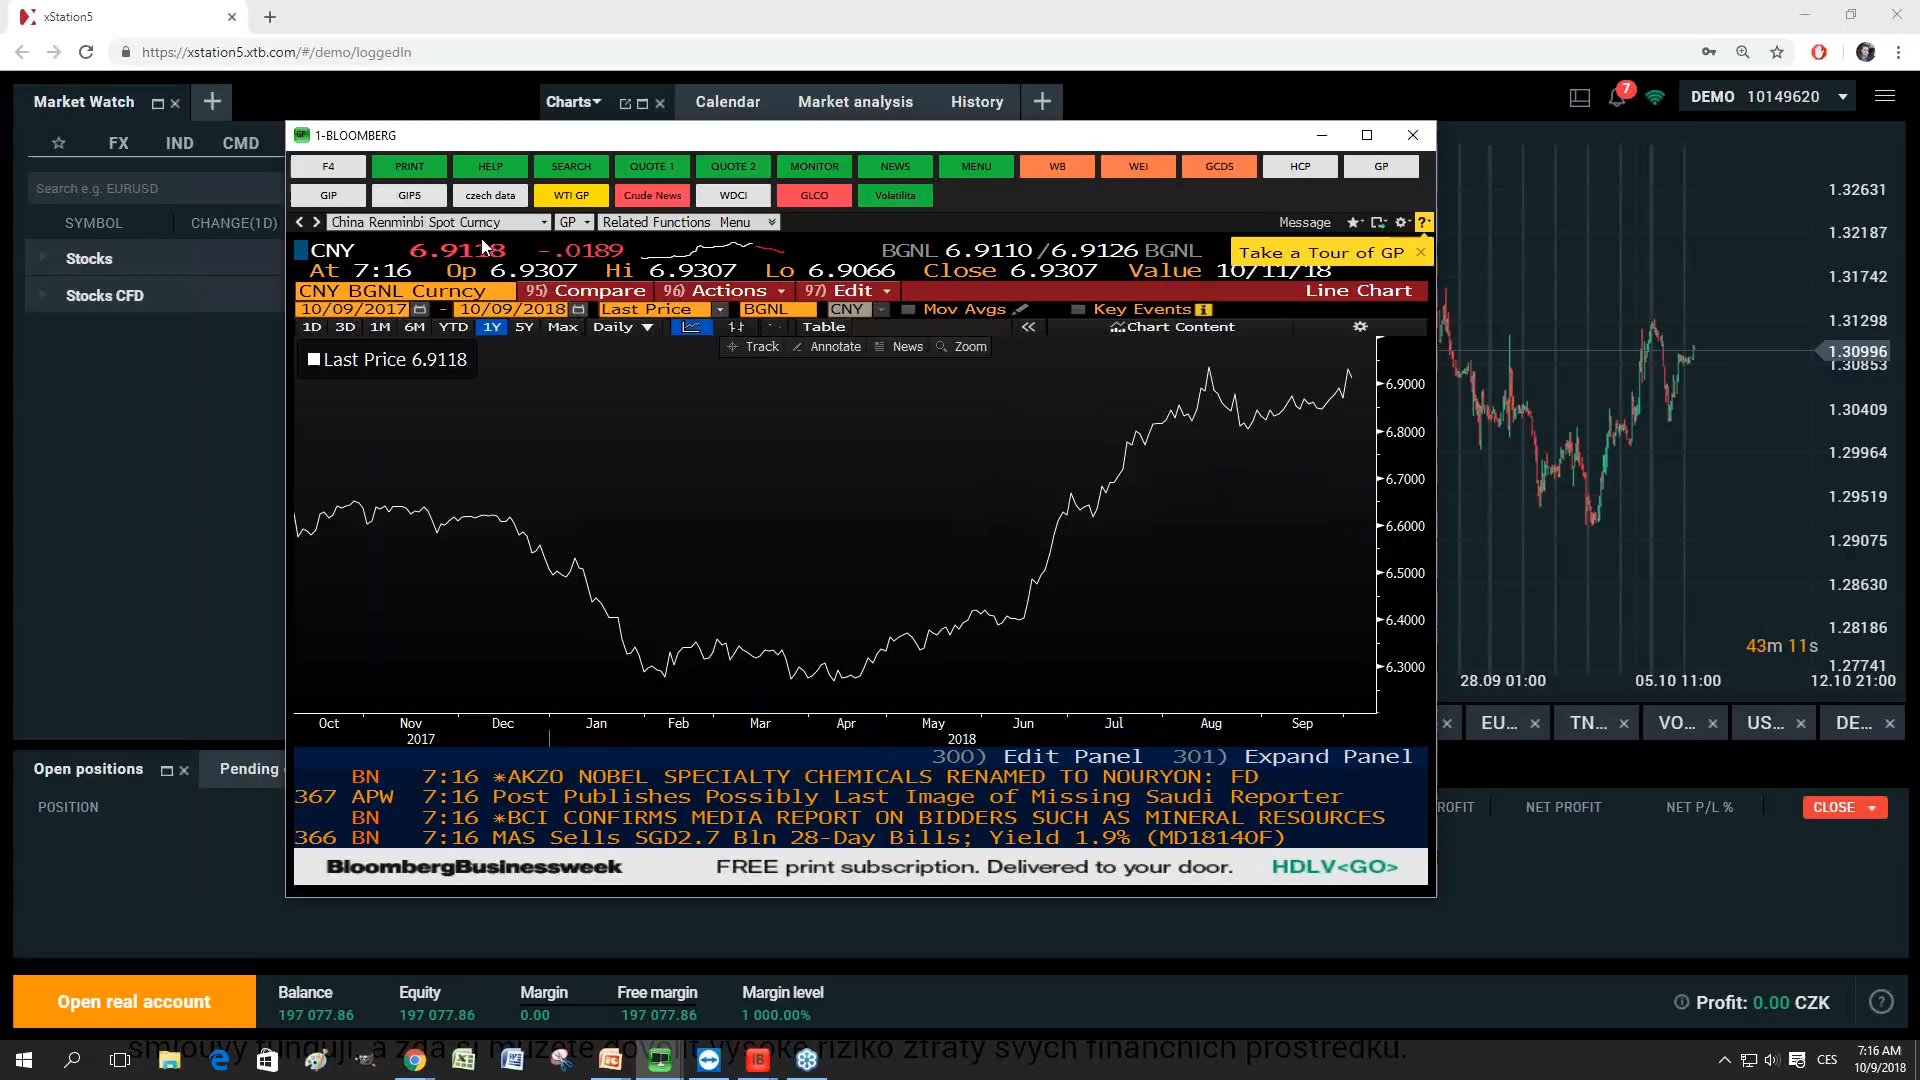 xStation5
https://xstation5.xtb.com/#/demo/loggedIn
Market Watch
Charts
Calendar
Market analysis
History
7
DEMO 10149620
FX IND CMD
Search e.g. EURUSD
SYMBOL CHANGE(1D)
Stocks
Stocks CFD
GP 1-BLOOMBERG
F4 PRINT HELP SEARCH QUOTE 1 QUOTE 2 MONITOR NEWS MENU WB WEI GCDS HCP GP
GIP GIP5 czech data WTI GP Crude News WDCI GLCO Volatilita
China Renminbi Spot Curncy GP Related Functions Menu Message
CNY 6.9118 -.0189 BGNL 6.9110 /6.9126 BGNL
Take a Tour of GP
At 7:16 Op 6.9307 Hi 6.9307 Lo 6.9066 Close 6.9307 Value 10/11/18
CNY BGNL Curncy 95) Compare 96) Actions 97) Edit Line Chart
10/09/2017 - 10/09/2018 Last Price BGNL CNY Mov Avgs Key Events
1D 3D 1M 6M YTD 1Y 5Y Max Daily Table « Chart Content
Track Annotate News Zoom
Last Price 6.9118
6.9000
6.8000
6.7000
6.6000
6.5000
6.4000
6.3000
Oct Nov Dec Jan Feb Mar Apr May Jun Jul Aug Sep
2017 2018
300) Edit Panel 301) Expand Panel
BN 7:16 *AKZO NOBEL SPECIALTY CHEMICALS RENAMED TO NOURYON: FD
367 APW 7:16 Post Publishes Possibly Last Image of Missing Saudi Reporter
BN 7:16 *BCI CONFIRMS MEDIA REPORT ON BIDDERS SUCH AS MINERAL RESOURCES
366 BN 7:16 MAS Sells SGD2.7 Bln 28-Day Bills; Yield 1.9% (MD18140F)
BloombergBusinessweek FREE print subscription. Delivered to your door. HDLV<GO>
1.32631
1.32187
1.31742
1.31298
1.30996
1.30853
1.30409
1.29964
1.29519
1.29075
1.28630
1.28186
1.27741
43m 11s
28.09 01:00 05.10 11:00 12.10 21:00
EU... TN... VO... US... DE...
Open positions
Pending
POSITION
NET PROFIT NET P/L % CLOSE
Open real account
Balance Equity Margin Free margin Margin level
197 077.86 197 077.86 0.00 197 077.86 1 000.00%
Profit: 0.00 CZK
riziko ztráty svých finančních prostředků.
CES
7:16 AM
10/9/2018